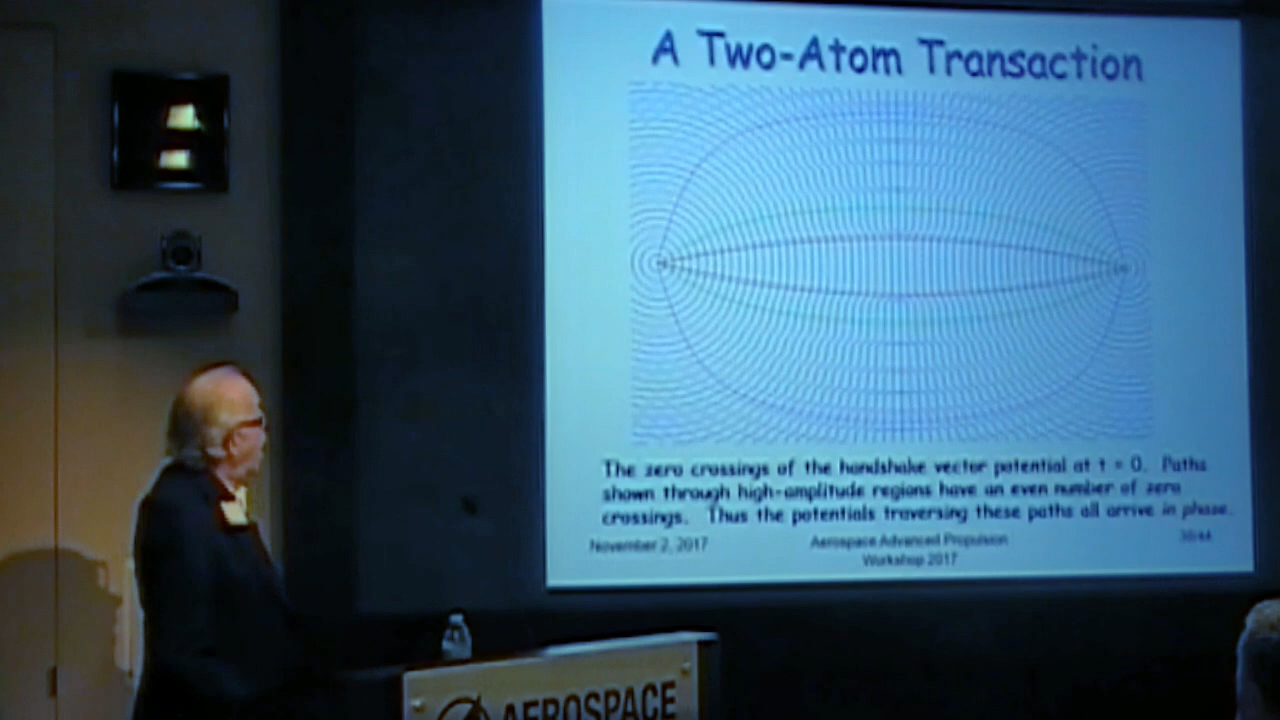 A Two-Atom Transaction
The zero crossings of the handshake vector potential at t = 0. Paths
shown through high-amplitude regions have an even number of zero
crossings. Thus the potentials traversing these paths all arrive in phase.
November 2, 2017
Aerospace Advanced Propulsion
Workshop 2017
AEROSPACE